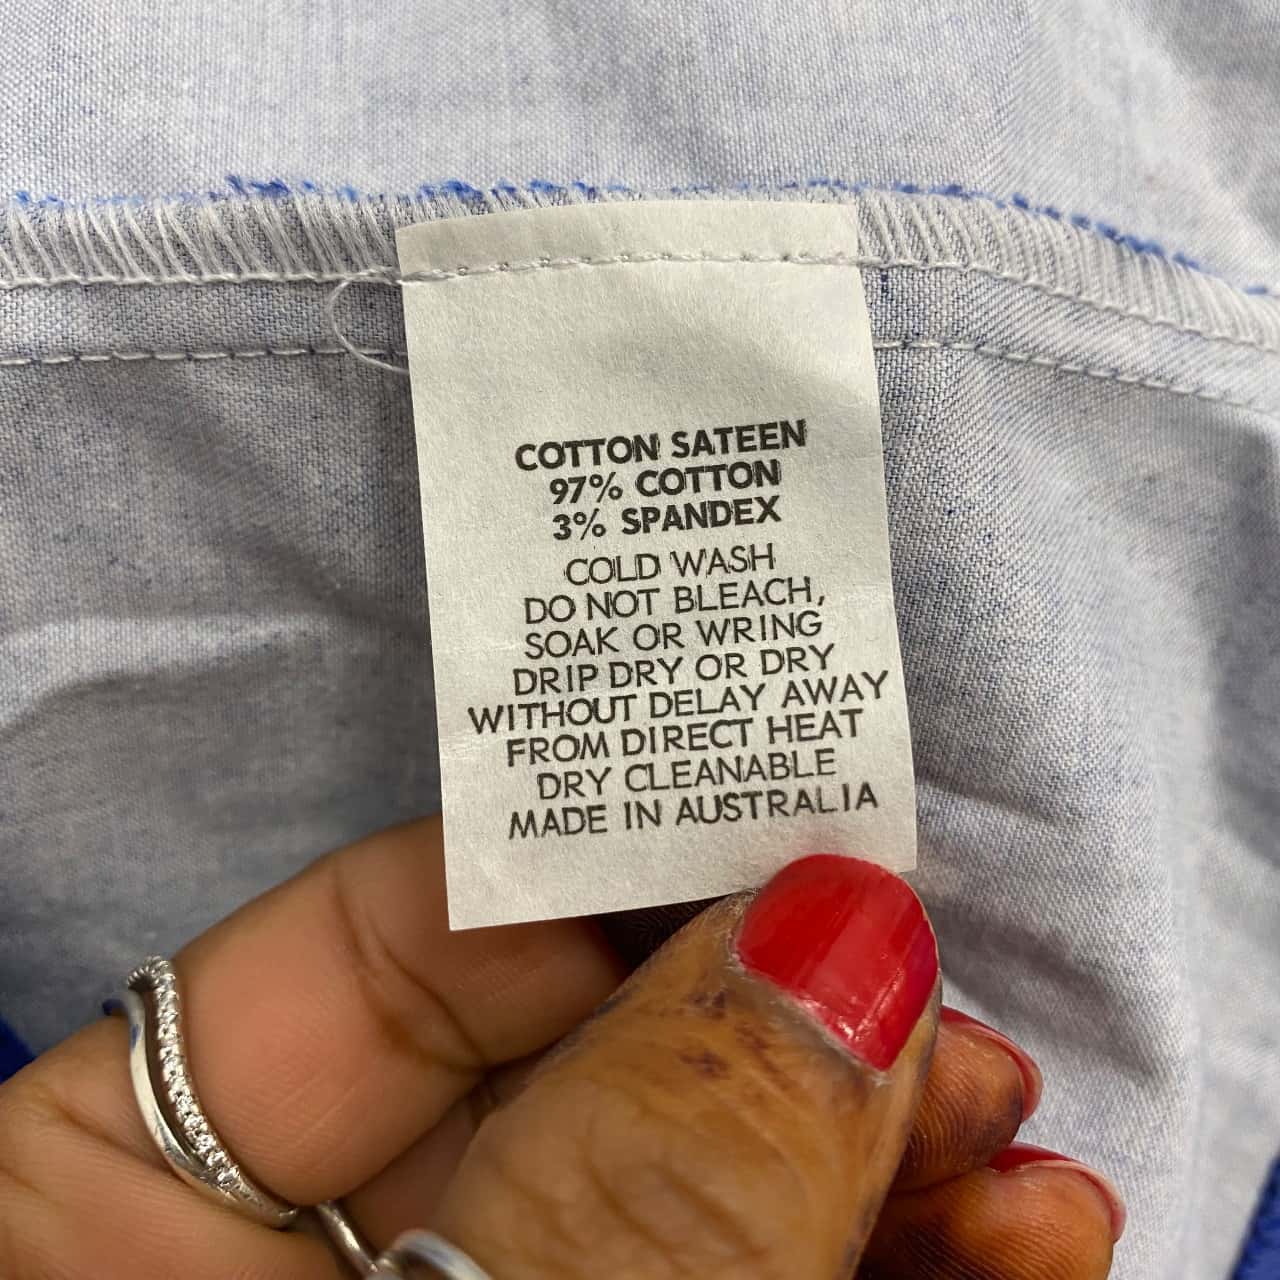 COTTON SATEEN
97% COTTON
3% SPANDEX
COLD WASH
DO NOT BLEACH,
SOAK OR WRING
DRIP DRY OR DRY
WITHOUT DELAY AWAY
FROM DIRECT HEAT
DRY CLEANABLE
MADE IN AUSTRALIA